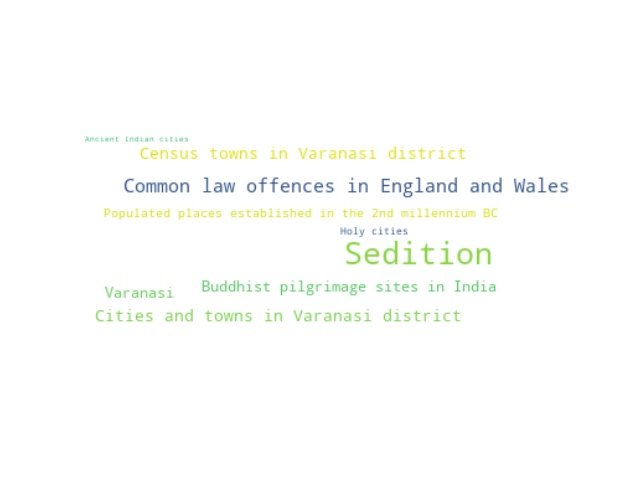 Ancient Indian cities
Census towns in Varanasi district
Common law offences in England and Wales
Populated places established in the 2nd millennium BC
Holy cities
Sedition
Buddhist pilgrimage sites in India
Varanasi
Cities and towns in Varanasi district